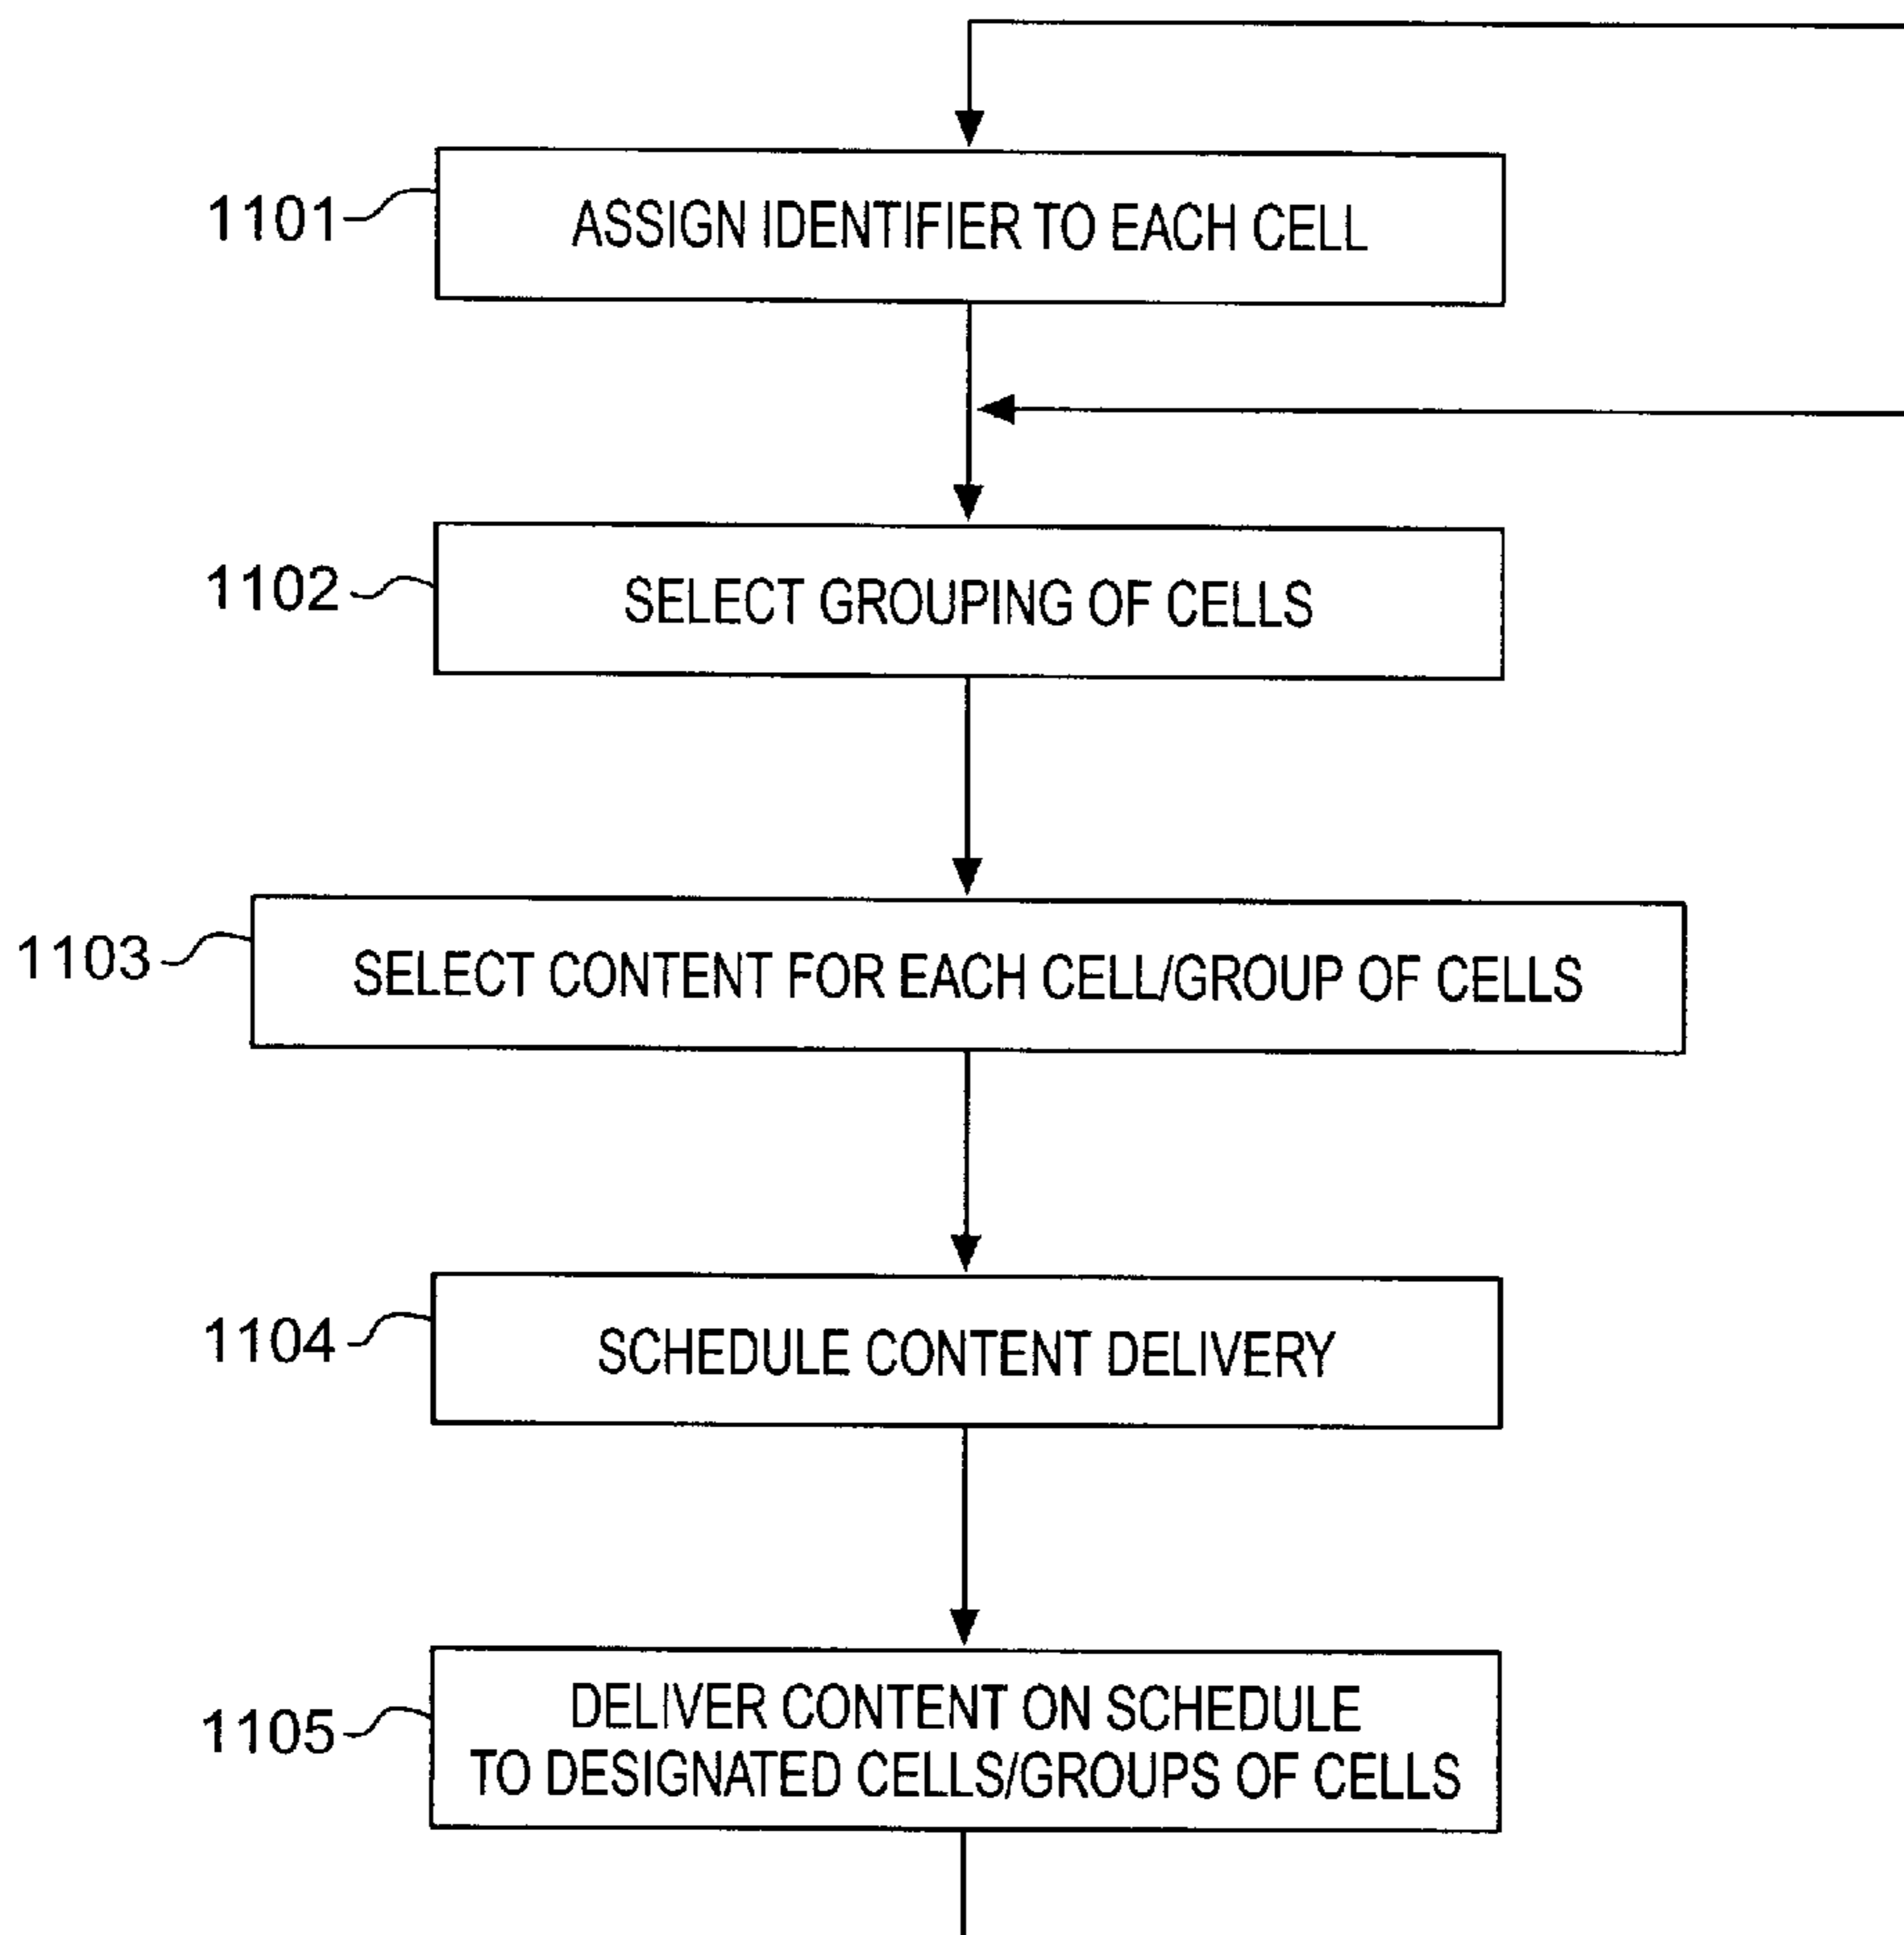 1101
ASSIGN IDENTIFIER TO EACH CELL
1102
SELECT GROUPING OF CELLS
1103
SELECT CONTENT FOR EACH CELL/GROUP OF CELLS
1104
SCHEDULE CONTENT DELIVERY
1105
DELIVER CONTENT ON SCHEDULE
TO DESIGNATED CELLS/GROUPS OF CELLS